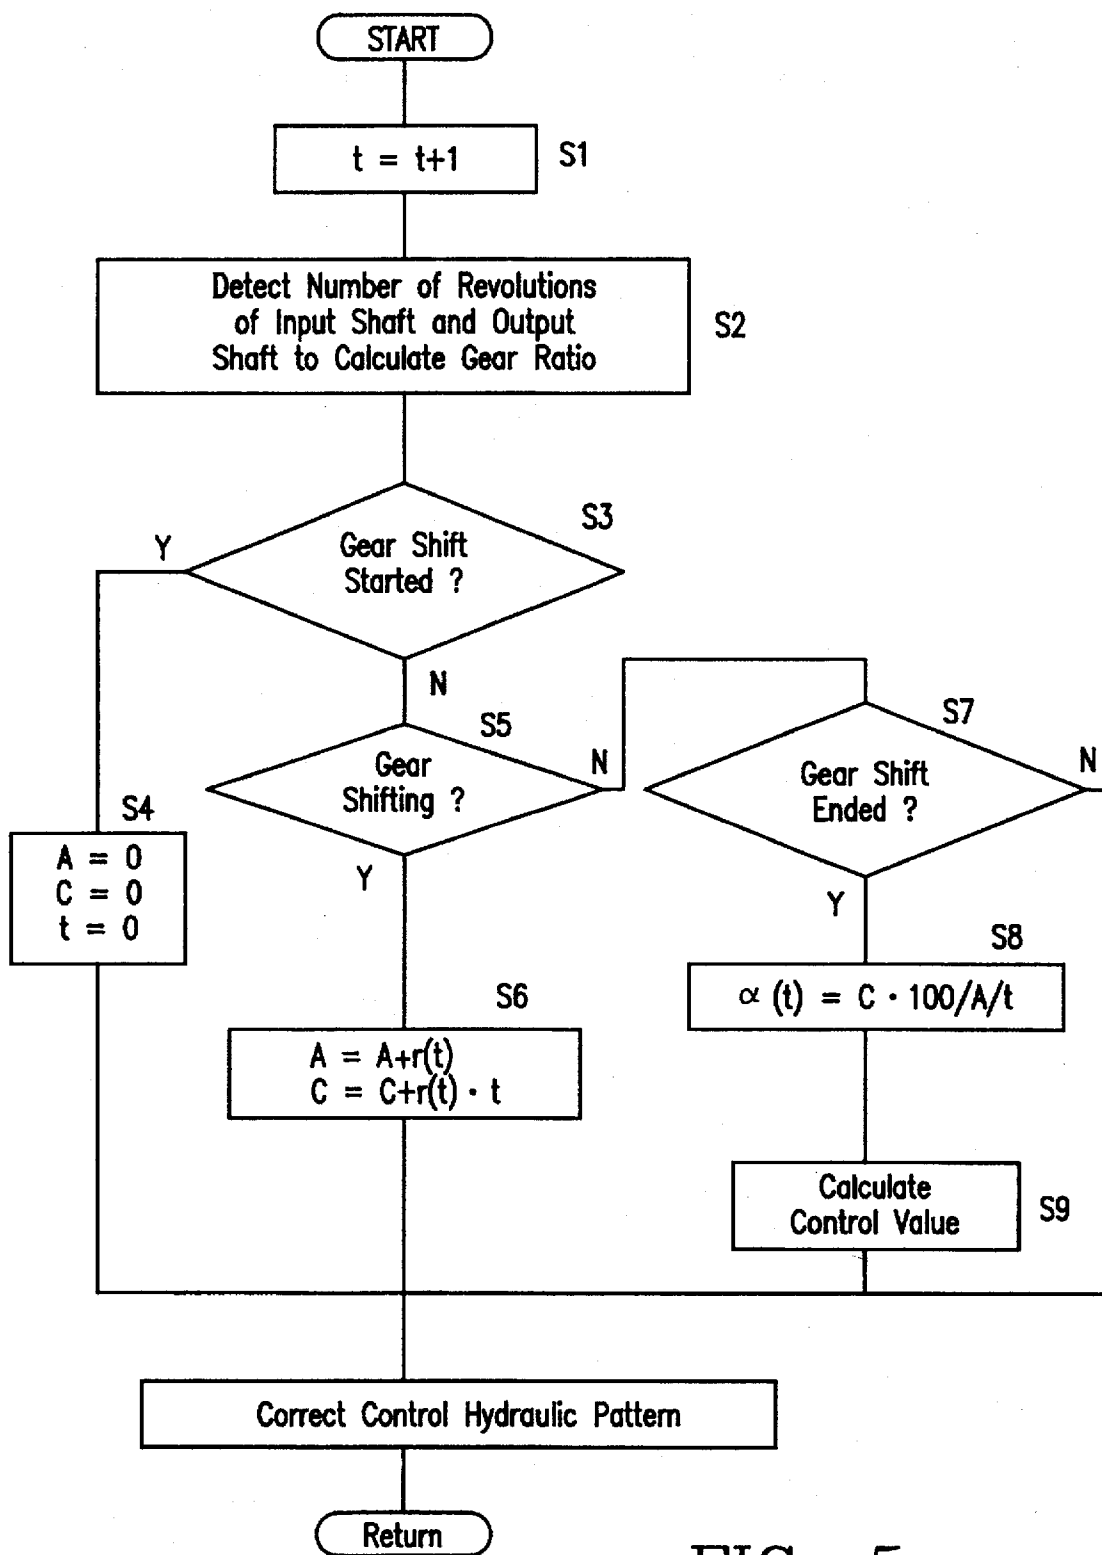 START
t = t+1
S1
Detect Number of Revolutions
of Input Shaft and Output
Shaft to Calculate Gear Ratio
S2
S3
Gear Shift
Started ?
Y
N
S5
Gear
Shifting ?
N
Y
S7
Gear Shift
Ended ?
N
Y
S4
A = 0
C = 0
t = 0
S6
A = A+r(t)
C = C+r(t) · t
S8
α (t) = C · 100/A/t
Calculate
Control Value
S9
Correct Control Hydraulic Pattern
Return